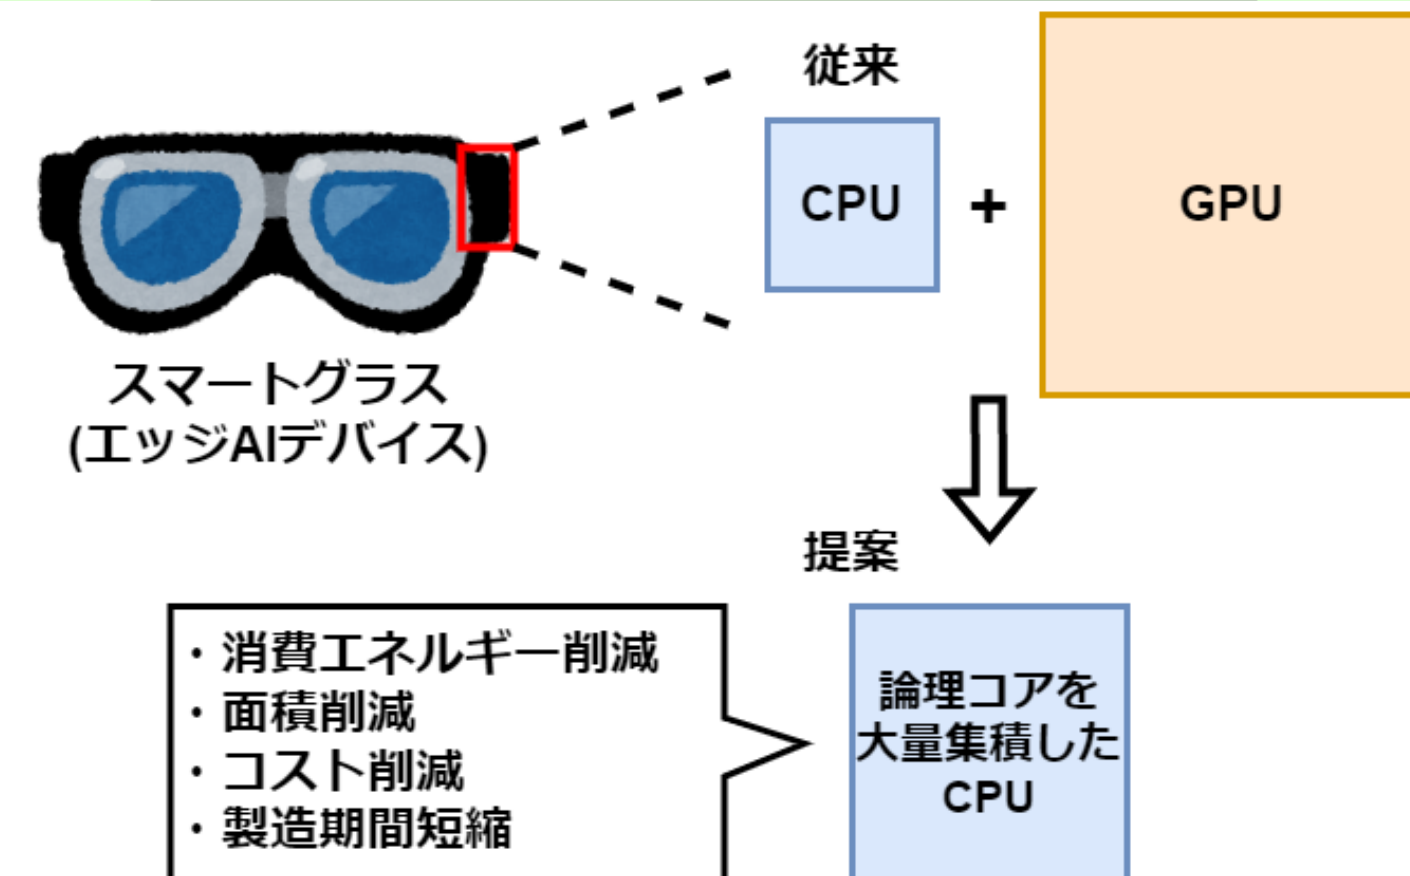 従来
CPU
+
GPU
スマートグラス
(エッジAIデバイス)
提案
・消費エネルギー削減
・面積削減
・コスト削減
・製造期間短縮
論理コアを
大量集積した
CPU